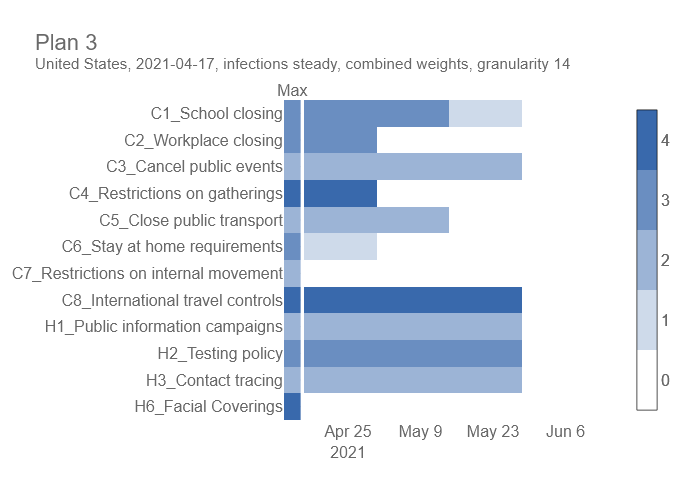 Plan 3
United States, 2021-04-17, infections steady, combined weights, granularity 14
Max
C1_School closing
C2_Workplace closing
C3_Cancel public events
C4_Restrictions on gatherings
C5_Close public transport
C6_Stay at home requirements
C7_Restrictions on internal movement
C8_International travel controls
H1_Public information campaigns
H2_Testing policy
H3_Contact tracing
H6_Facial Coverings
Apr 25 May 9 May 23 Jun 6
2021
4
3
2
1
0